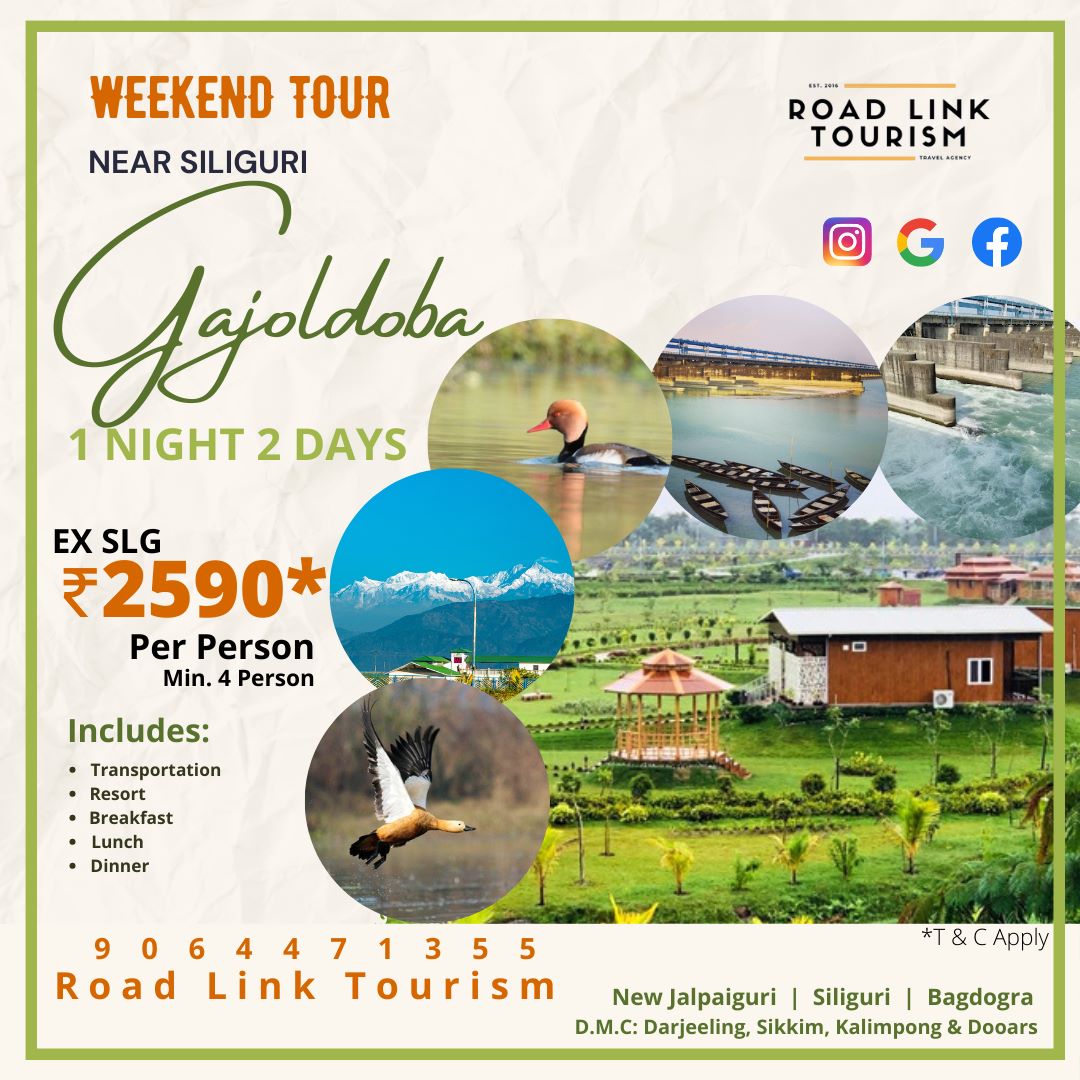 WEEKEND TOUR
NEAR SILIGURI
Gajoldoba
1 NIGHT 2 DAYS
EST. 2016
ROAD LINK
TOURISM
TRAVEL AGENCY
EX SLG
₹2590*
Per Person
Min. 4 Person
Includes:
• Transportation
• Resort
• Breakfast
• Lunch
• Dinner
9064471355
Road Link Tourism
*T & C Apply
New Jalpaiguri | Siliguri | Bagdogra
D.M.C: Darjeeling, Sikkim, Kalimpong & Dooars